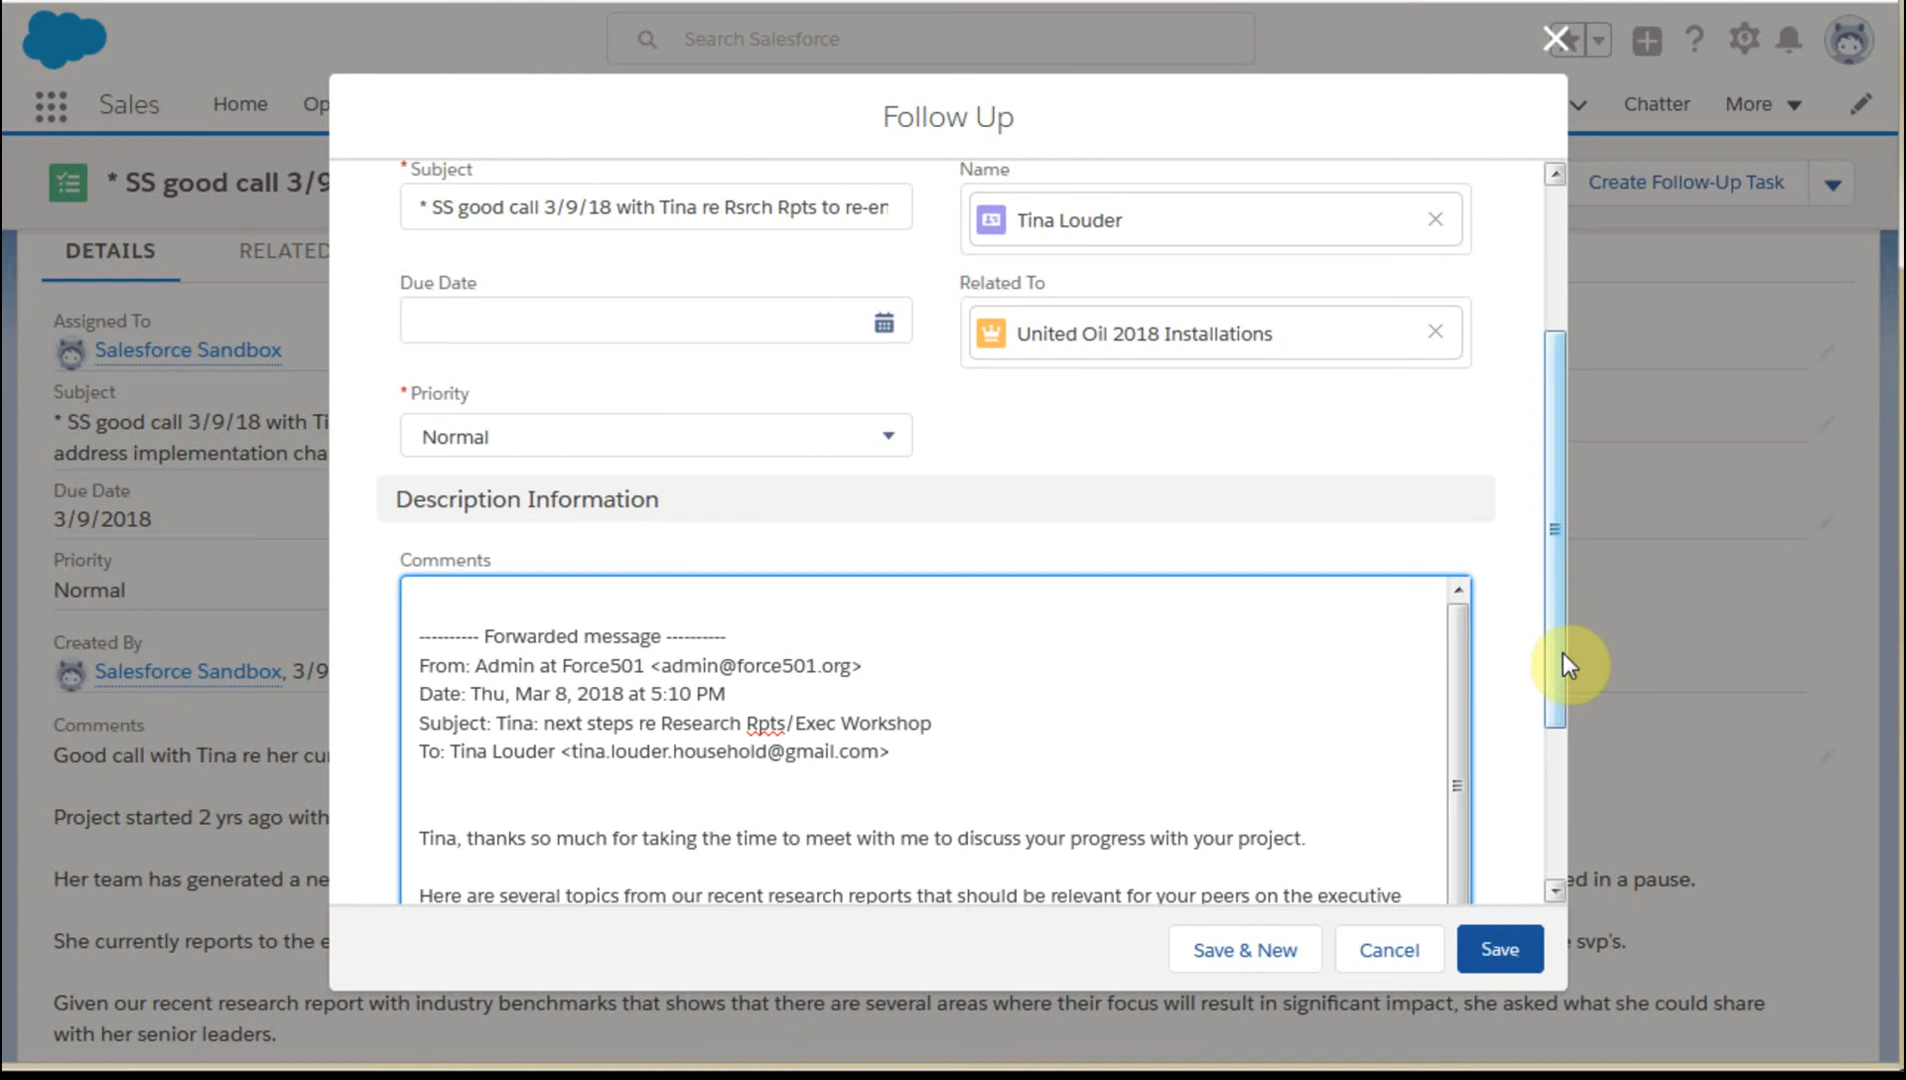 Search Salesforce
Sales
Home
Chatter
More
Follow Up
* SS good call 3/9
Create Follow-Up Task
DETAILS
RELATED
Assigned To
Salesforce Sandbox
Subject
* SS good call 3/9/18 with
address implementation
Due Date
3/9/2018
Priority
Normal
Created By
Salesforce Sandbox,
Comments
Good call with Tina re her
Project started 2 yrs ago with
Her team has generated a
She currently reports to the
* Subject
* SS good call 3/9/18 with Tina re Rsrch Rpts to
Name
Tina Louder
Due Date
Related To
United Oil 2018 Installations
* Priority
Normal
Description Information
Comments
---------- Forwarded message ----------
From: Admin at Force501 <admin@force501.org>
Date: Thu, Mar 8, 2018 at 5:10 PM
Subject: Tina: next steps re Research Rpts/Exec Workshop
To: Tina Louder <tina.louder.household@gmail.com>
Tina, thanks so much for taking the time to meet with me to discuss your progress with your project.
Here are several topics from our recent research reports that should be relevant for your peers on the executive
in a pause.
svp's.
Save & New
Cancel
Save
Given our recent research report with industry benchmarks that shows that there are several areas where their focus will result in significant impact, she asked what she could share
with her senior leaders.